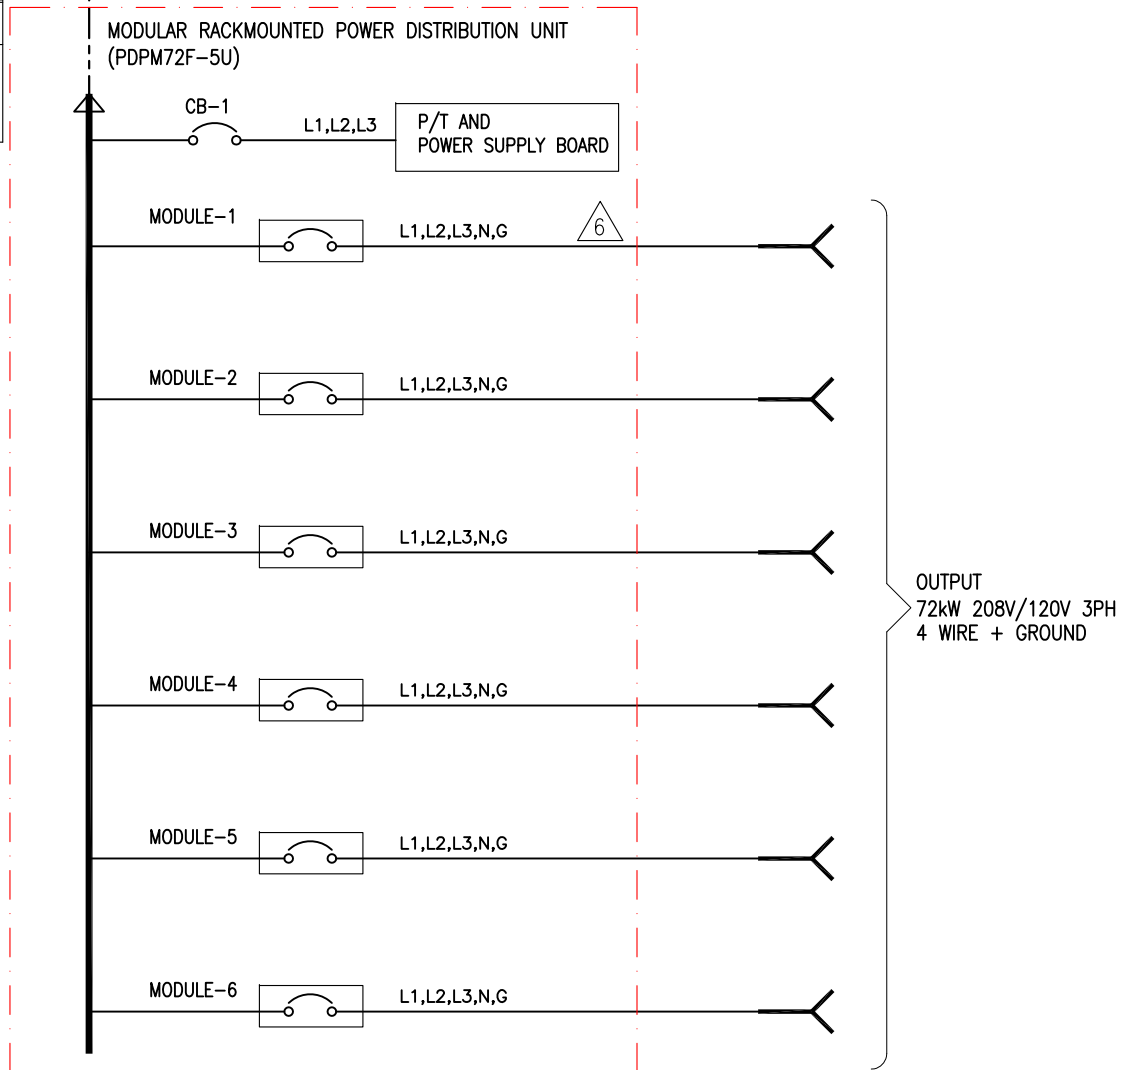 MODULAR RACKMOUNTED POWER DISTRIBUTION UNIT
(PDPM72F-5U)
CB-1
L1,L2,L3
P/T AND
POWER SUPPLY BOARD
MODULE-1
L1,L2,L3,N,G
6
MODULE-2
L1,L2,L3,N,G
MODULE-3
L1,L2,L3,N,G
OUTPUT
72kW 208V/120V 3PH
4 WIRE + GROUND
MODULE-4
L1,L2,L3,N,G
MODULE-5
L1,L2,L3,N,G
MODULE-6
L1,L2,L3,N,G